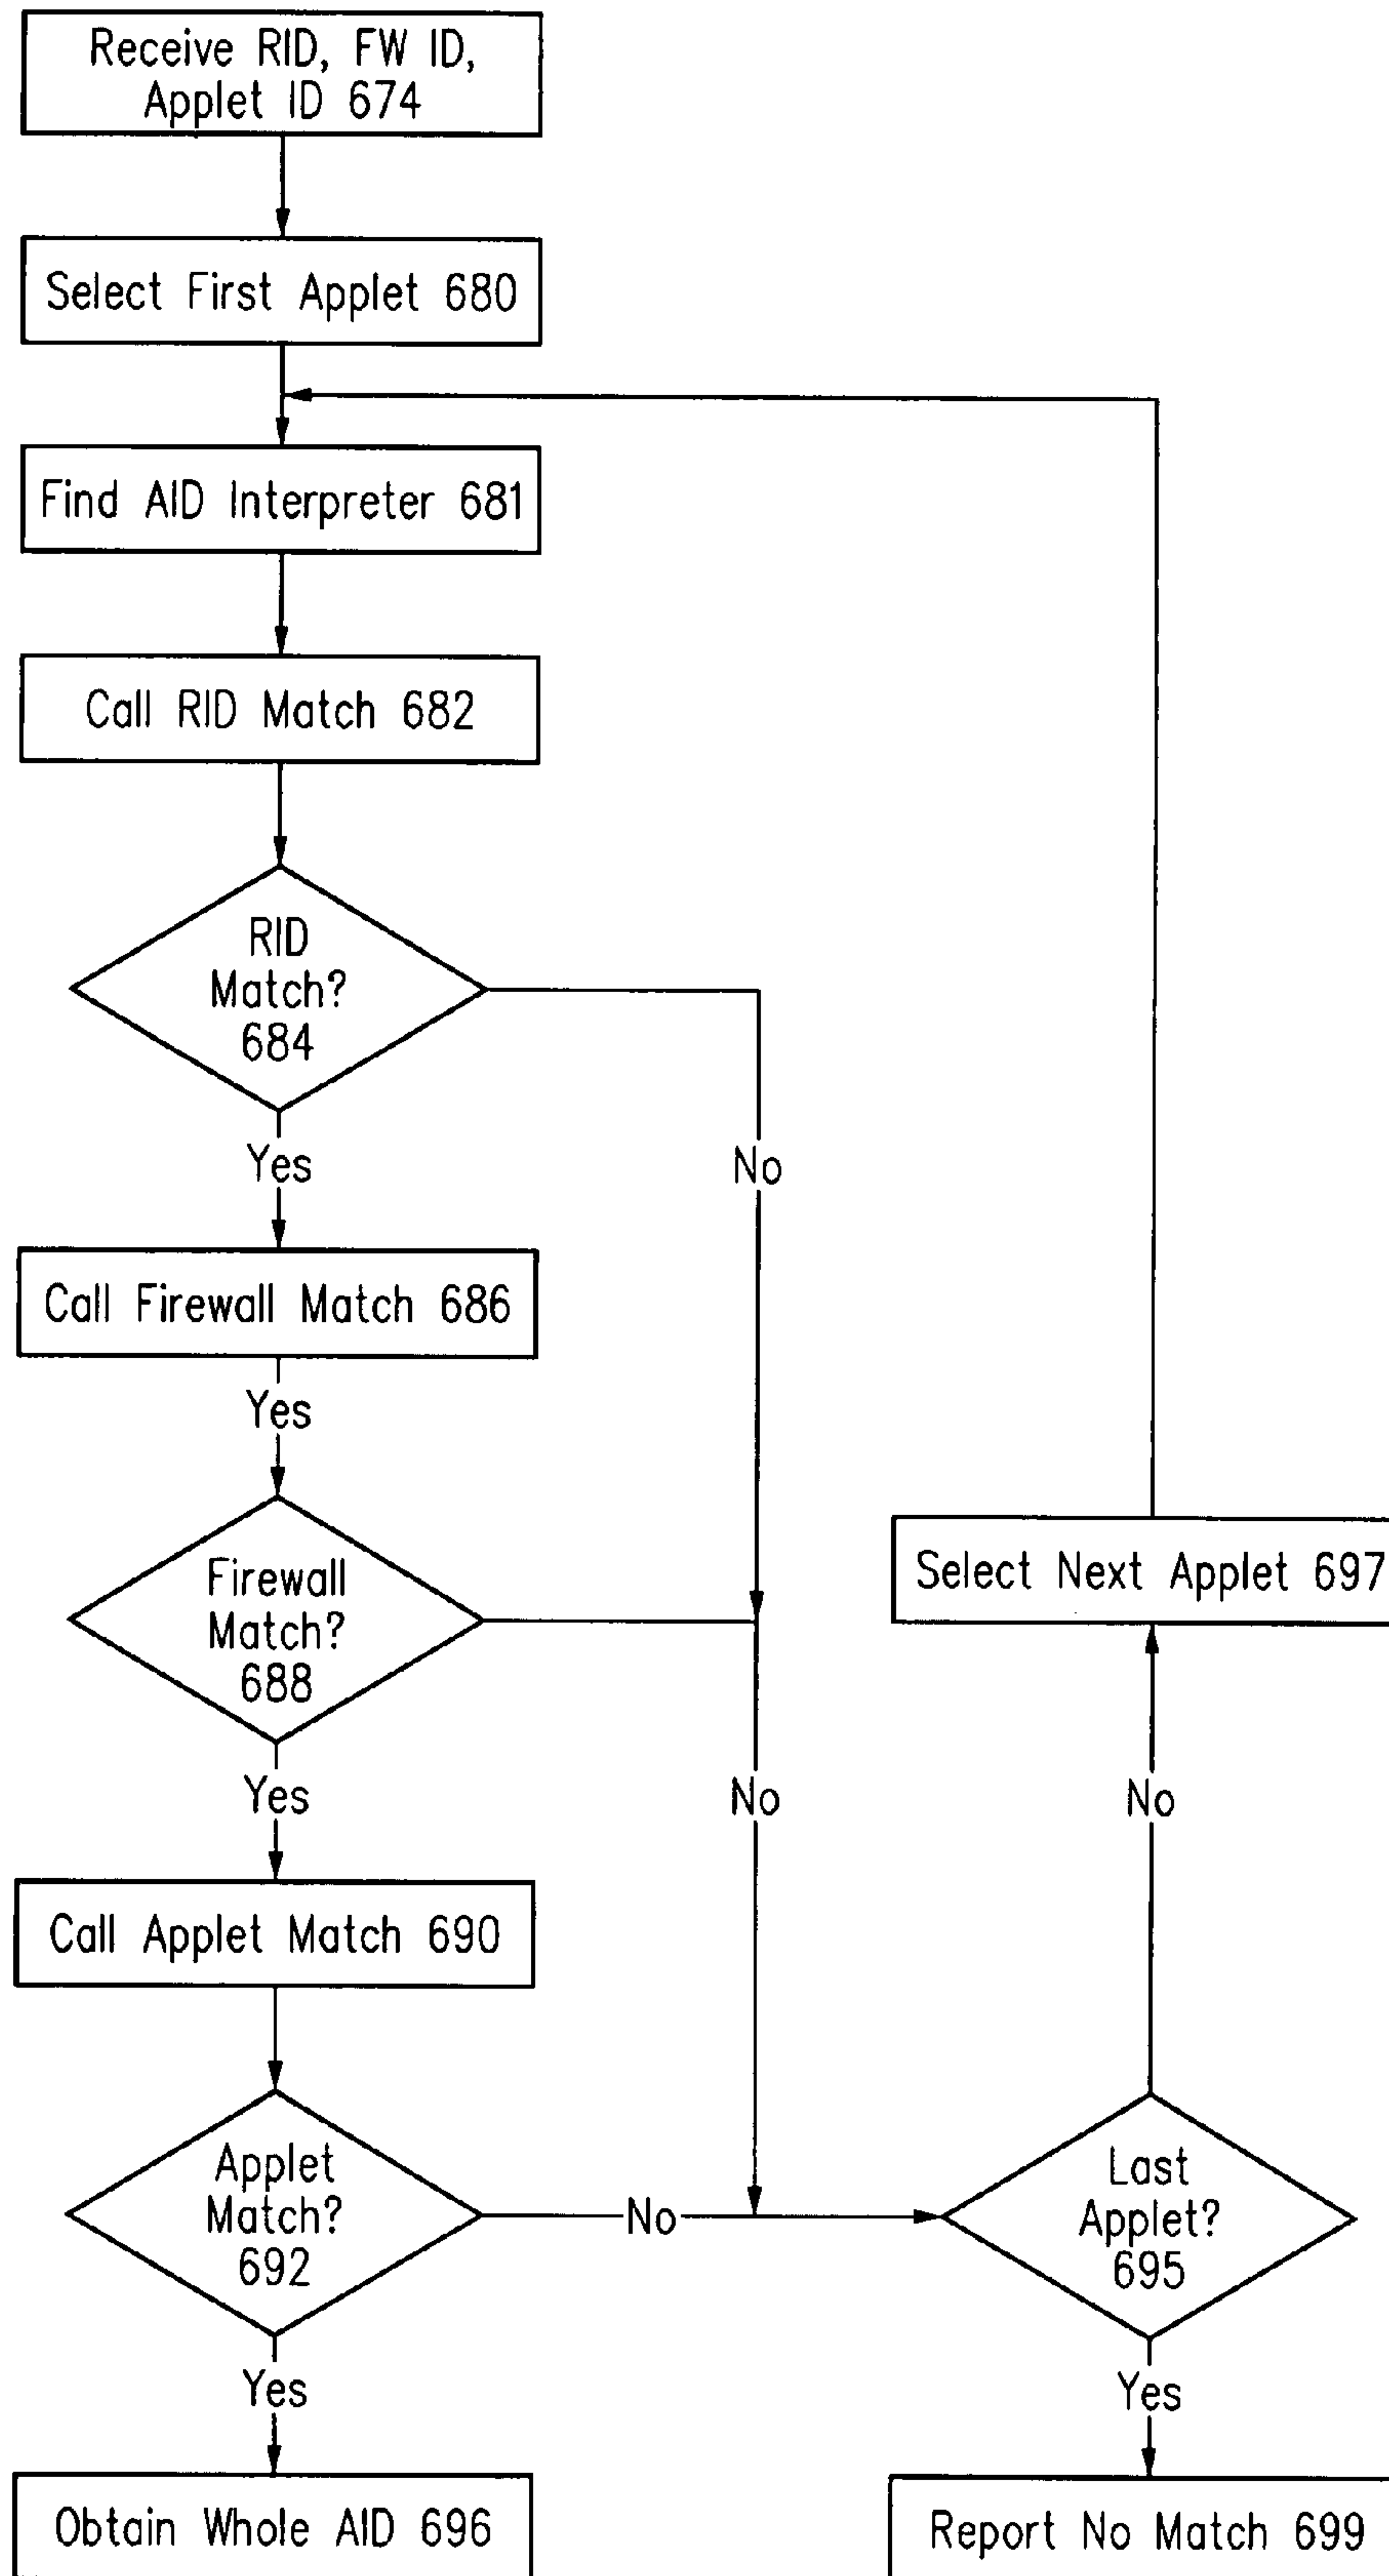 Receive RID, FW ID,
Applet ID 674
Select First Applet 680
Find AID Interpreter 681
Call RID Match 682
RID
Match?
684
Yes
No
Call Firewall Match 686
Yes
Firewall
Match?
688
Select Next Applet 697
Yes
No
No
Call Applet Match 690
Applet
Match?
692
No
Last
Applet?
695
Yes
Yes
Obtain Whole AID 696
Report No Match 699